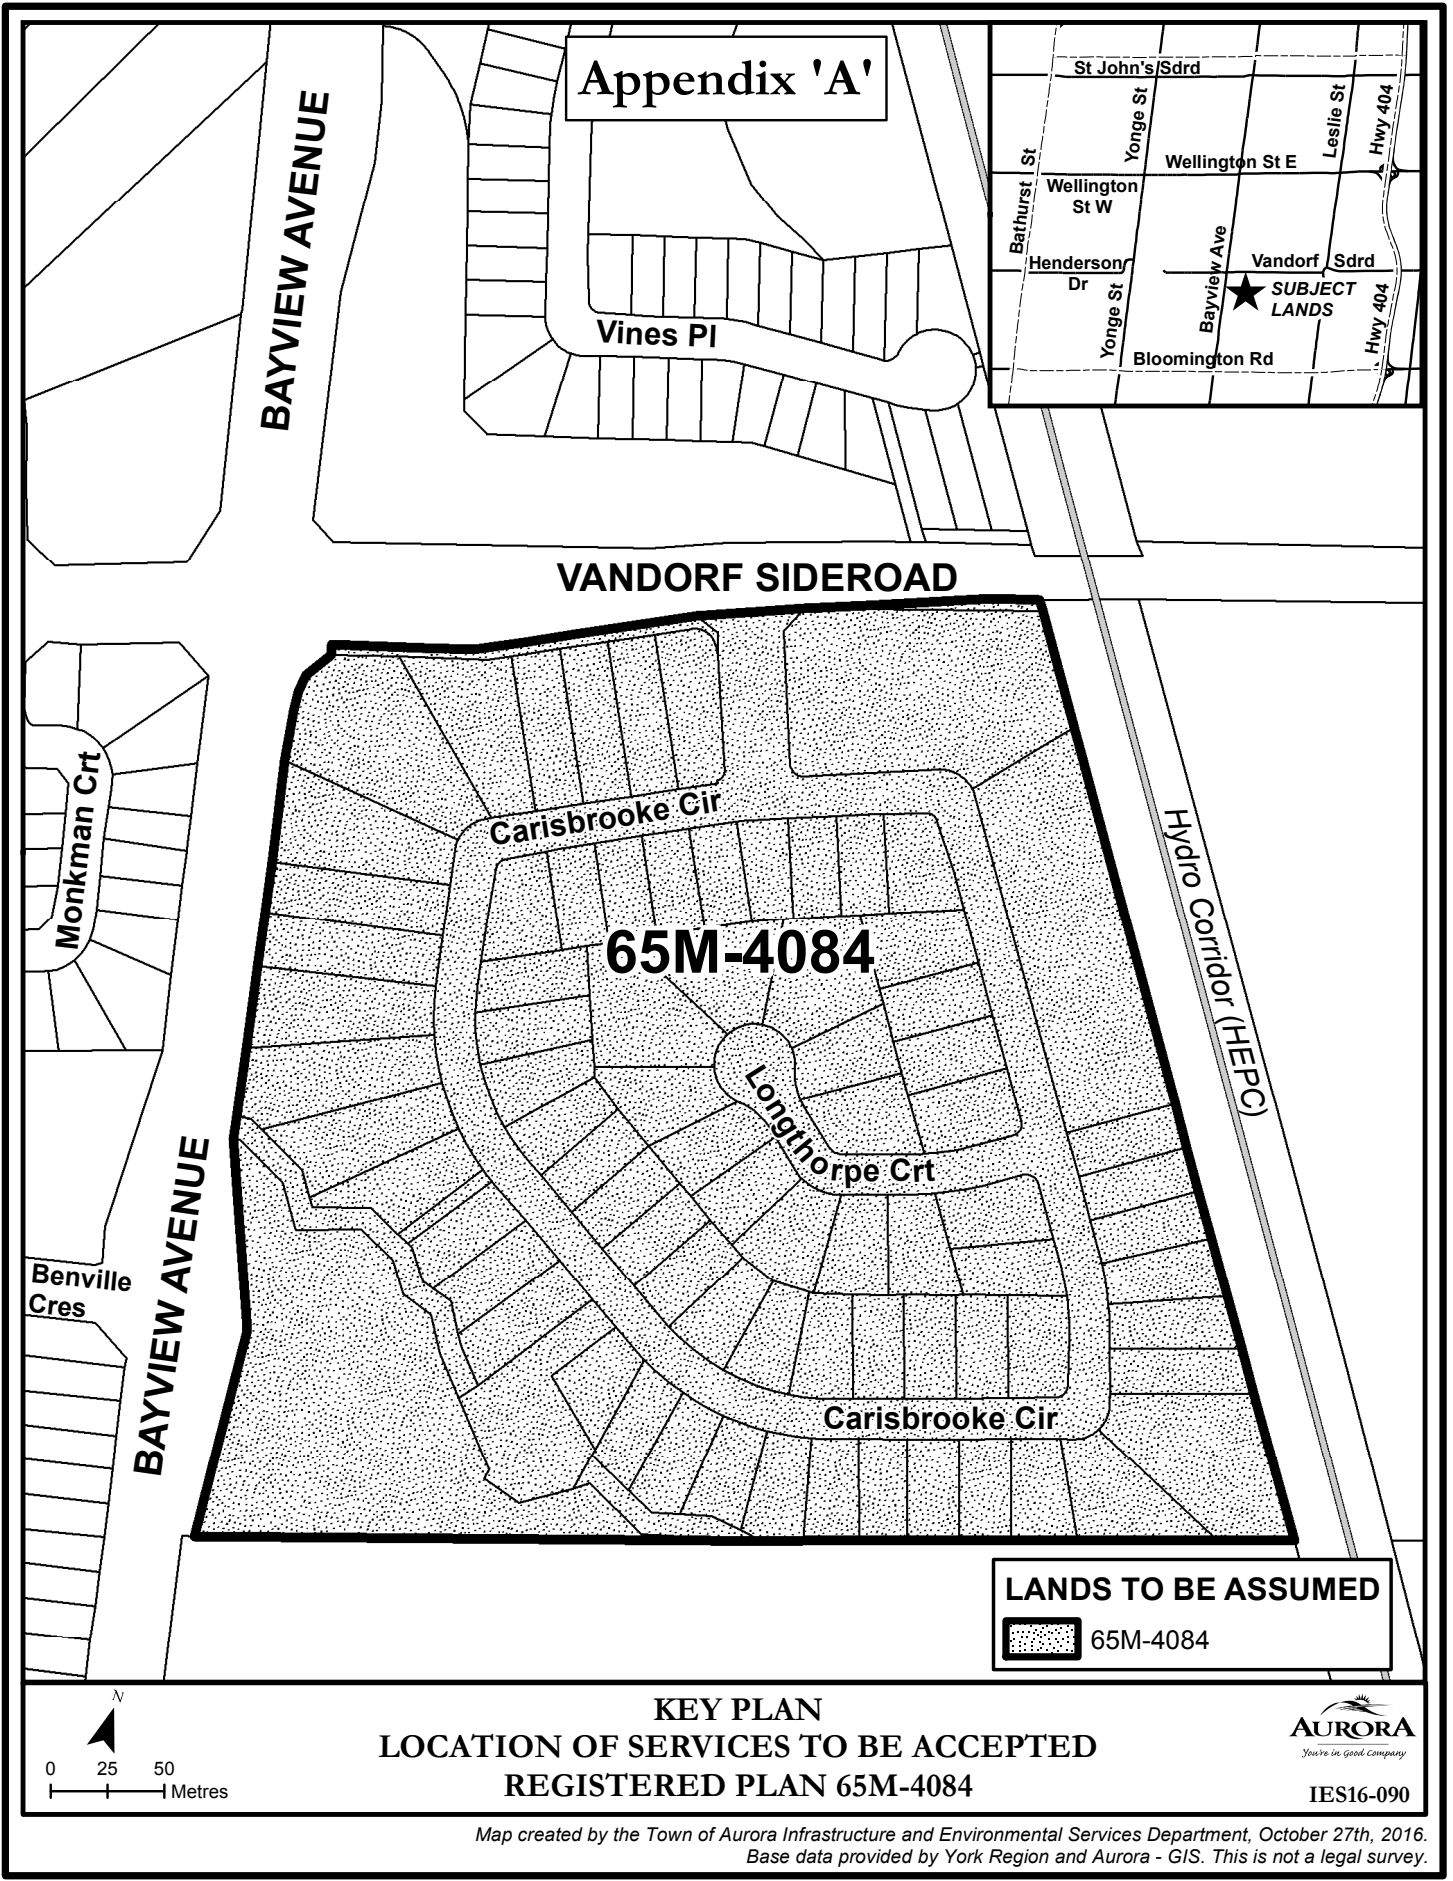 Appendix 'A'
St John's Sdrd
Yonge St
Leslie St
Hwy 404
Wellington St E
Wellington
St W
Bathurst St
Henderson
Dr
Bayview Ave
Vandorf Sdrd
SUBJECT
LANDS
Yonge St
Hwy 404
Bloomington Rd
BAYVIEW AVENUE
Vines Pl
VANDORF SIDEROAD
Monkman Crt
Carisbrooke Cir
65M-4084
Hydro Corridor (HEPC)
Longthorpe Crt
BAYVIEW AVENUE
Benville
Cres
Carisbrooke Cir
LANDS TO BE ASSUMED
65M-4084
N
0 25 50
Metres
KEY PLAN
LOCATION OF SERVICES TO BE ACCEPTED
REGISTERED PLAN 65M-4084
AURORA
You're in Good Company
IES16-090
Map created by the Town of Aurora Infrastructure and Environmental Services Department, October 27th, 2016.
Base data provided by York Region and Aurora - GIS. This is not a legal survey.